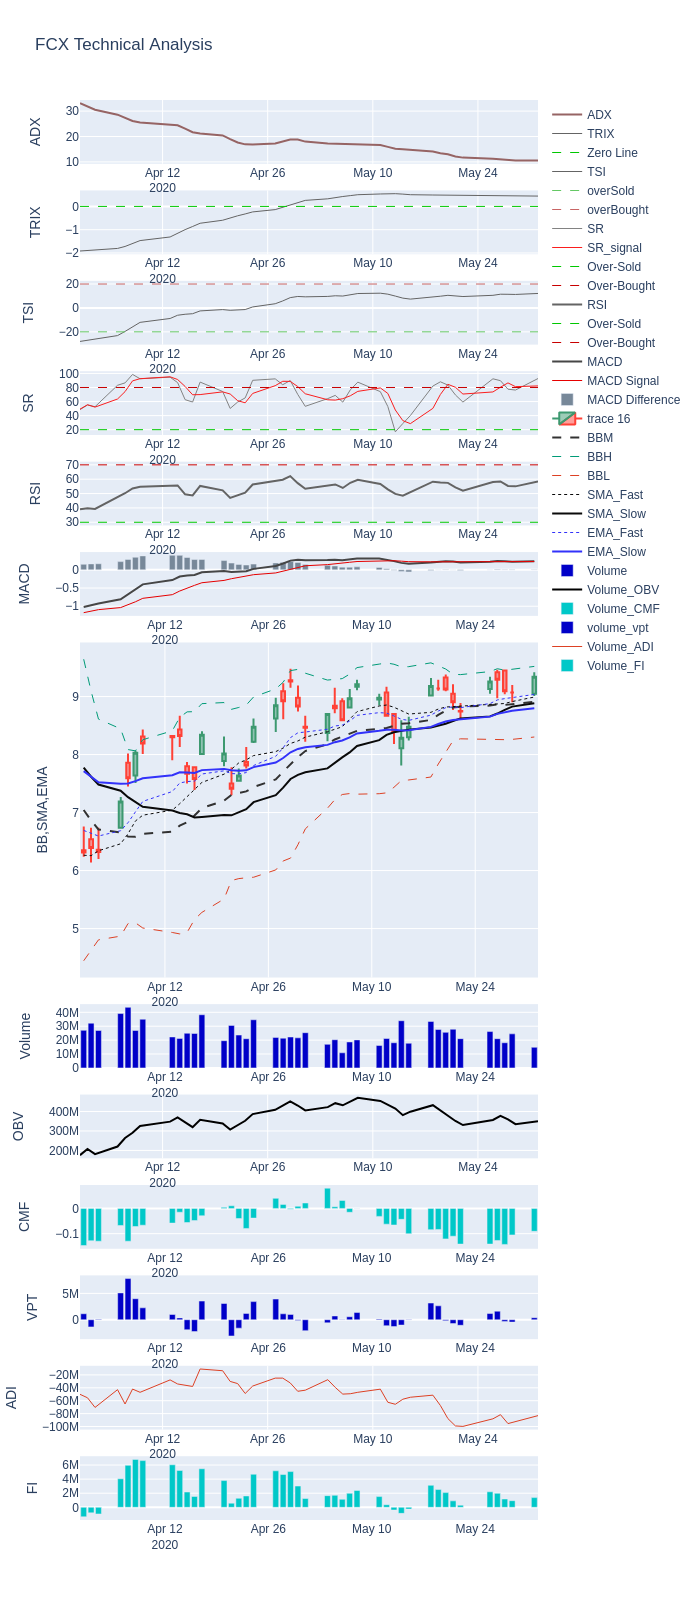 FCX Technical Analysis
ADX
30
20
10
Apr 12
2020
Apr 26
May 10
May 24
TRIX
0
−1
−2
Apr 12
2020
Apr 26
May 10
May 24
TSI
20
0
−20
Apr 12
2020
Apr 26
May 10
May 24
SR
100
80
60
40
20
Apr 12
2020
Apr 26
May 10
May 24
RSI
70
60
50
40
30
Apr 12
2020
Apr 26
May 10
May 24
MACD
0
−0.5
−1
Apr 12
2020
Apr 26
May 10
May 24
BB,SMA,EMA
9
8
7
6
5
Apr 12
2020
Apr 26
May 10
May 24
Volume
40M
30M
20M
10M
0
Apr 12
2020
Apr 26
May 10
May 24
OBV
400M
300M
200M
Apr 12
2020
Apr 26
May 10
May 24
CMF
0
−0.1
Apr 12
2020
Apr 26
May 10
May 24
VPT
5M
0
Apr 12
2020
Apr 26
May 10
May 24
ADI
−20M
−40M
−60M
−80M
−100M
Apr 12
2020
Apr 26
May 10
May 24
FI
6M
4M
2M
0
Apr 12
2020
Apr 26
May 10
May 24
ADX
TRIX
Zero Line
TSI
overSold
overBought
SR
SR_signal
Over-Sold
Over-Bought
RSI
Over-Sold
Over-Bought
MACD
MACD Signal
MACD Difference
trace 16
BBM
BBH
BBL
SMA_Fast
SMA_Slow
EMA_Fast
EMA_Slow
Volume
Volume_OBV
Volume_CMF
volume_vpt
Volume_ADI
Volume_FI